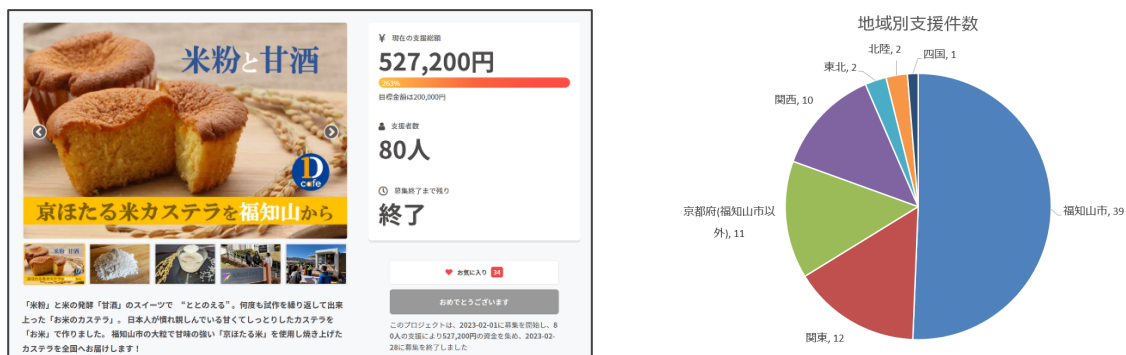 米粉と甘酒
D
cafe
京ほたる米カステラを福知山から
¥ 現在の支援総額
527,200円
263%
目標金額は200,000円
支援者数
80人
募集終了まで残り
終了
お気に入り 34
おめでとうございます
このプロジェクトは、2023-02-01に募集を開始し、8
0人の支援により527,200円の資金を集め、2023-02-
28に募集を終了しました
「米粉」と米の発酵「甘酒」のスイーツで “ととのえる”。何度も試作を繰り返して出来
上った「お米のカステラ」。 日本人が慣れ親しんでいる甘くてしっとりしたカステラを
「お米」で作りました。 福知山市の大粒で甘味の強い「京ほたる米」を使用し焼き上げた
カステラを全国へお届けします！
地域別支援件数
北陸, 2
四国, 1
東北, 2
関西, 10
京都府(福知山市以
外), 11
福知山市, 39
関東, 12